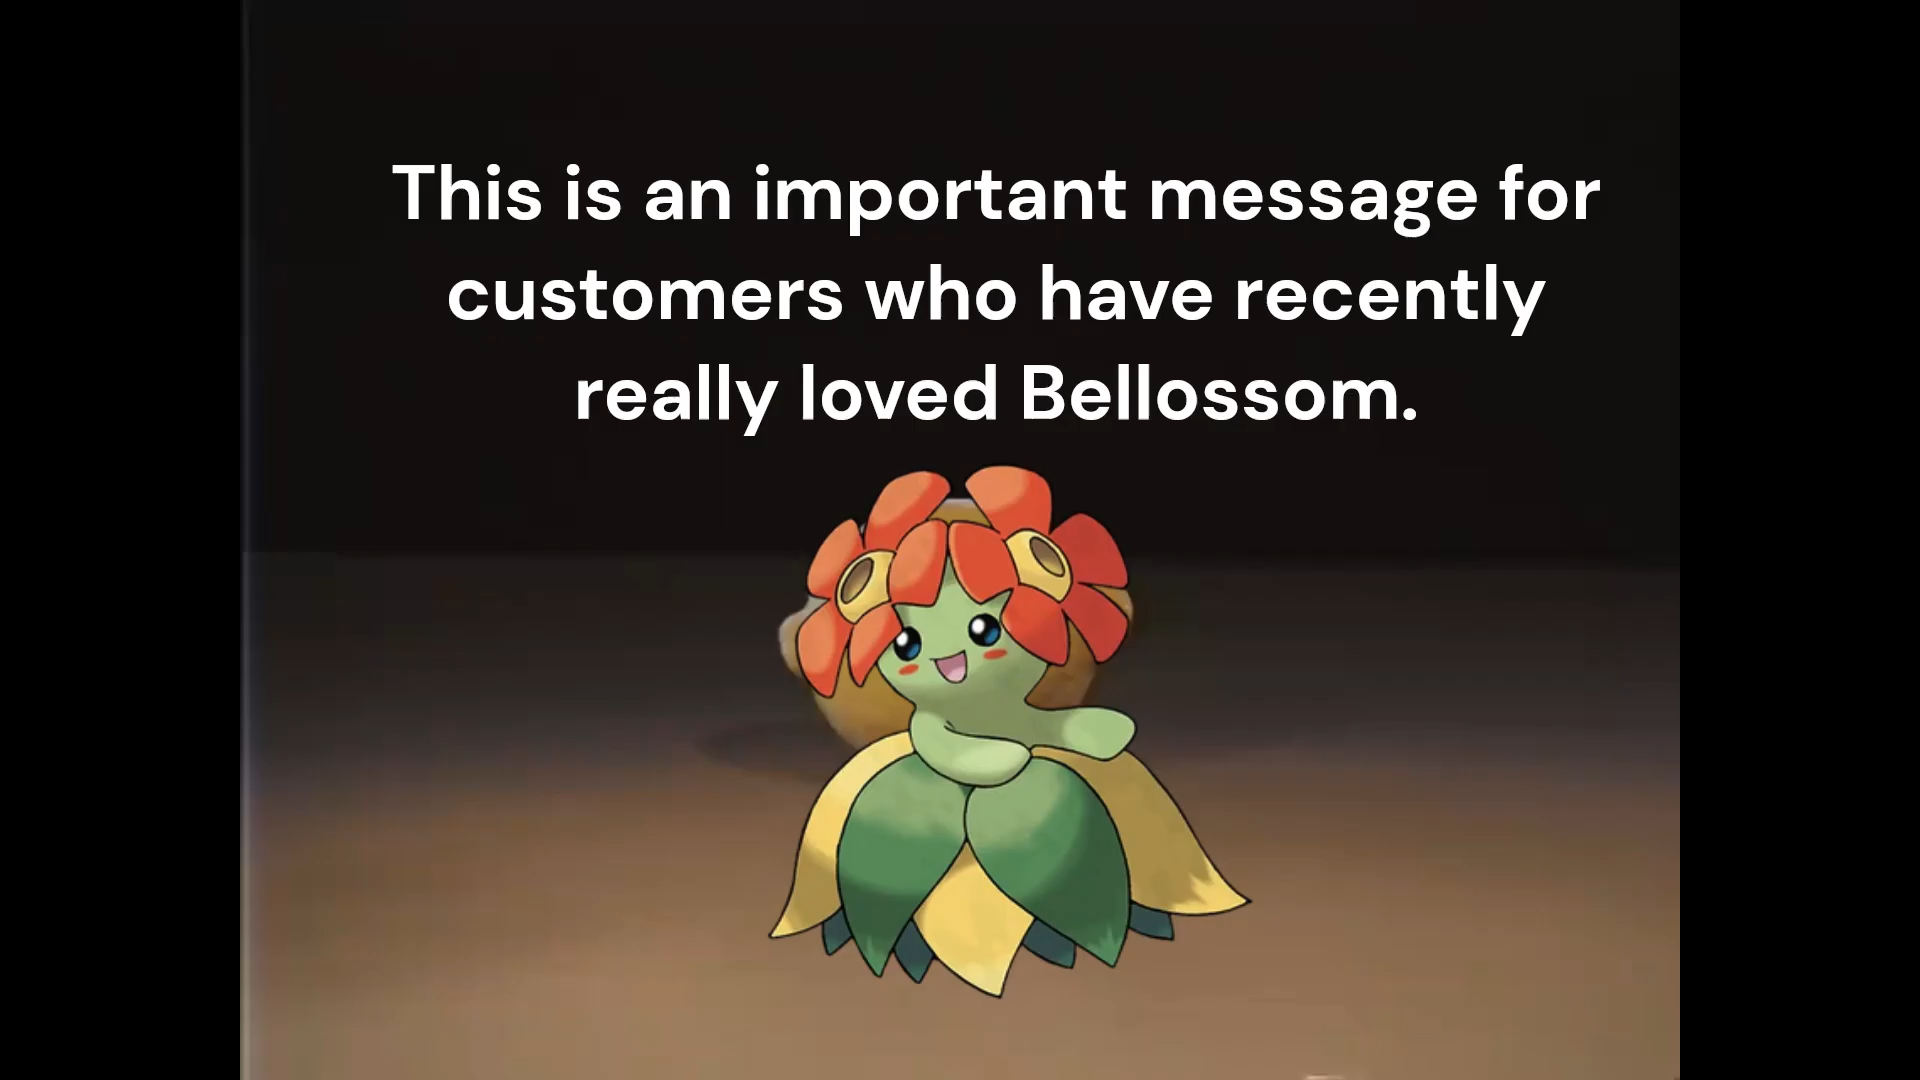 This is an important message for
customers who have recently
really loved Bellossom.